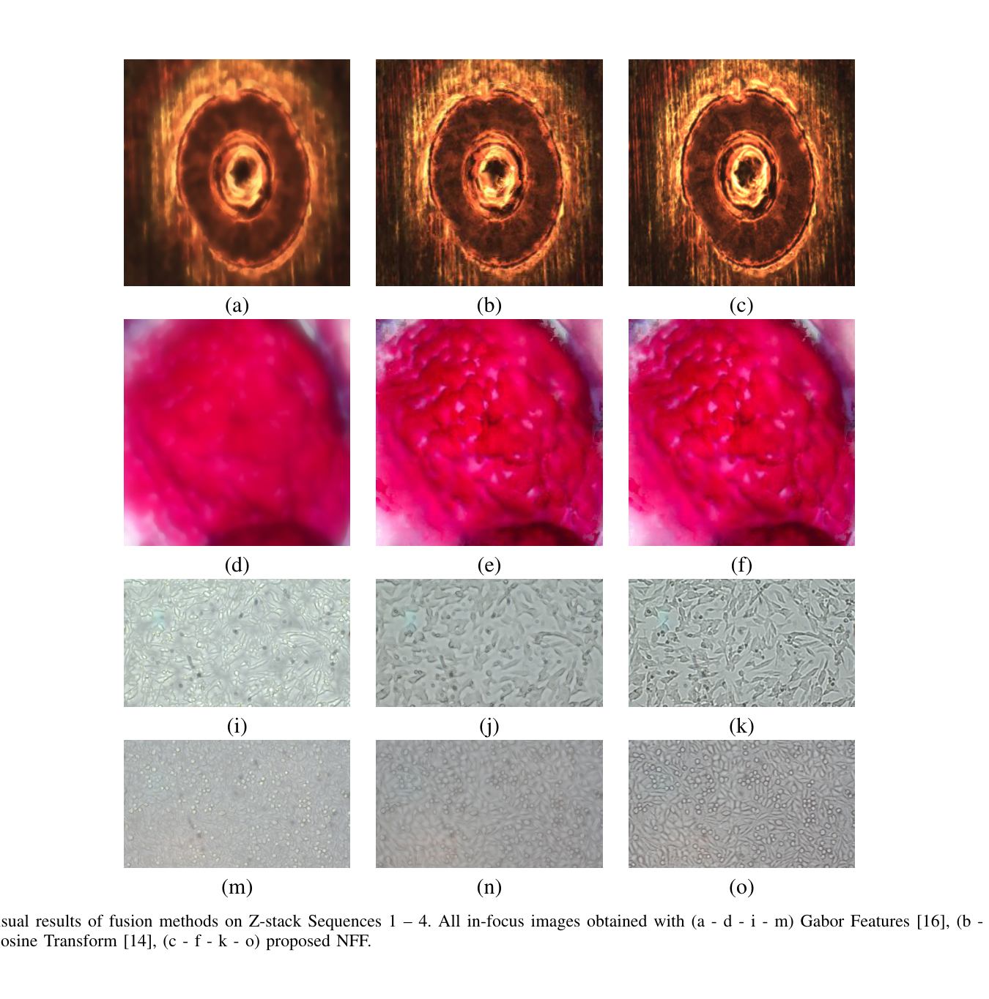 (a) (b) (c)
(d) (e) (f)
(i) (j) (k)
(m) (n) (o)
sual results of fusion methods on Z-stack Sequences 1 – 4. All in-focus images obtained with (a - d - i - m) Gabor Features [16], (b -
osine Transform [14], (c - f - k - o) proposed NFF.